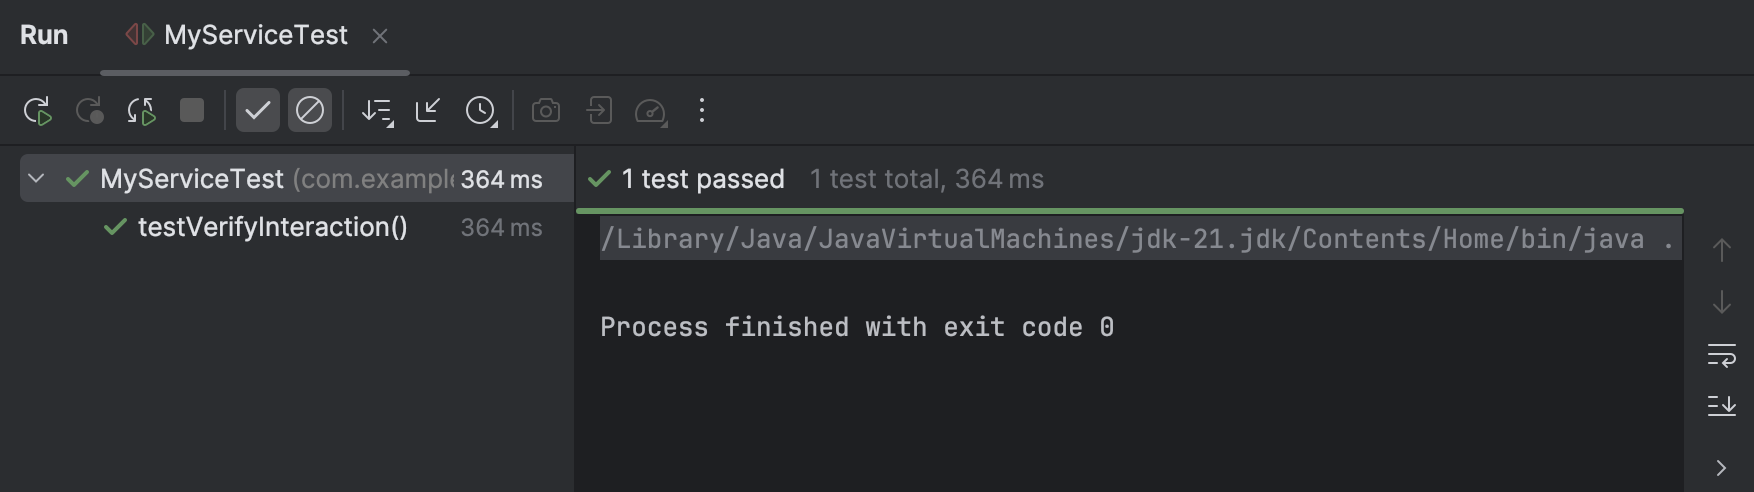 Run MyServiceTest
MyServiceTest (com.example 364 ms
testVerifyInteraction() 364 ms
1 test passed 1 test total, 364 ms
/Library/Java/JavaVirtualMachines/jdk-21.jdk/Contents/Home/bin/java .
Process finished with exit code 0